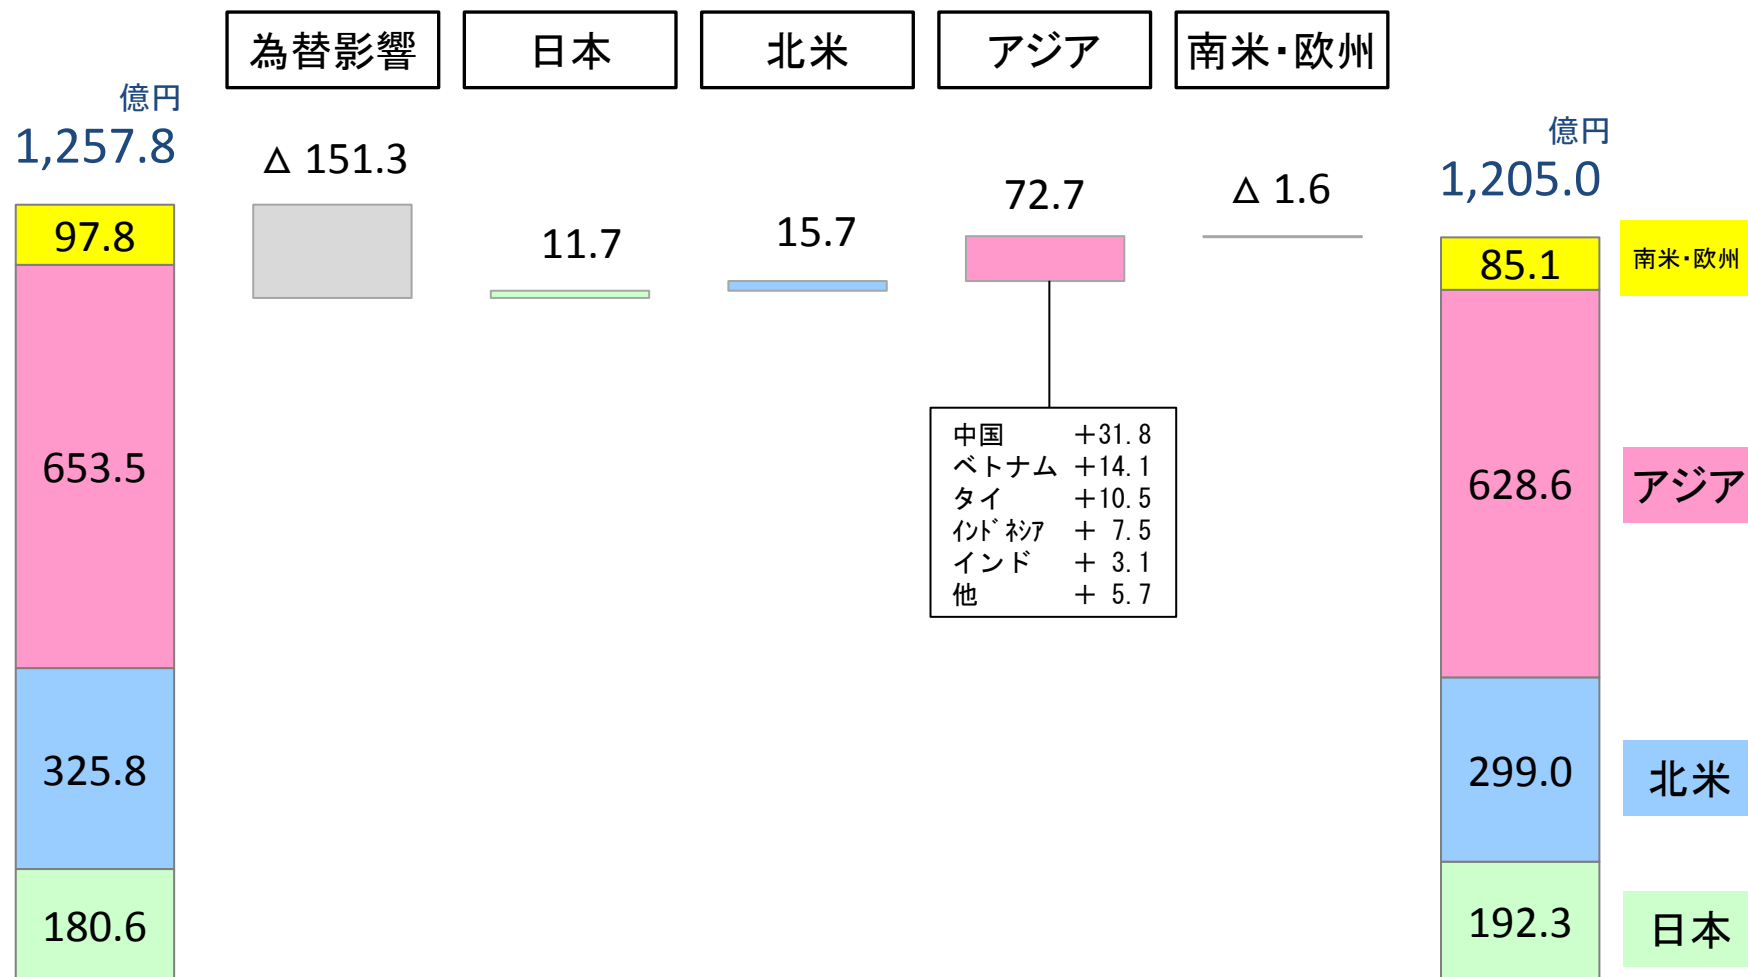 為替影響 日本 北米 アジア 南米・欧州
億円
1,257.8
億円
1,205.0
△ 151.3
11.7
15.7
72.7
△ 1.6
97.8
653.5
325.8
180.6
中国 +31.8
ベトナム +14.1
タイ +10.5
インドネシア + 7.5
インド + 3.1
他 + 5.7
85.1 南米・欧州
628.6 アジア
299.0 北米
192.3 日本